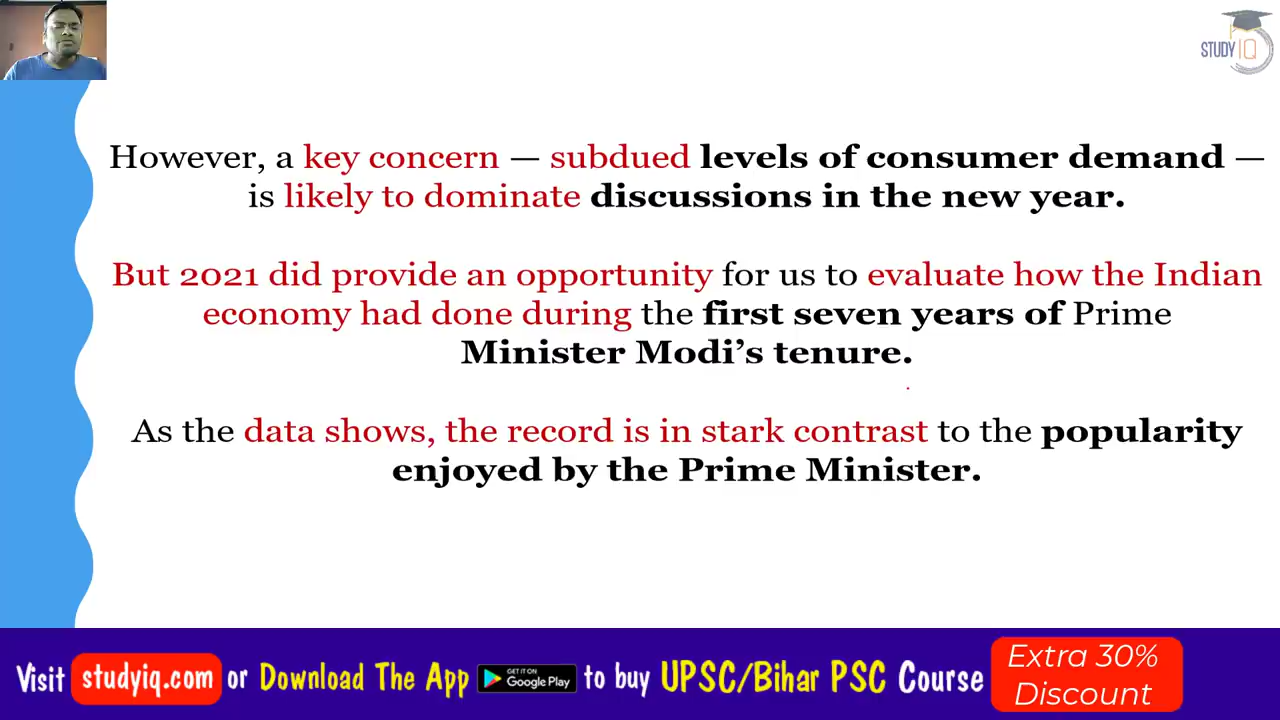 STUDY IQ
However, a key concern — subdued levels of consumer demand —
is likely to dominate discussions in the new year.
But 2021 did provide an opportunity for us to evaluate how the Indian
economy had done during the first seven years of Prime
Minister Modi’s tenure.
As the data shows, the record is in stark contrast to the popularity
enjoyed by the Prime Minister.
Visit studyiq.com or Download The App GET IT ON Google Play to buy UPSC/Bihar PSC Course
Extra 30%
Discount